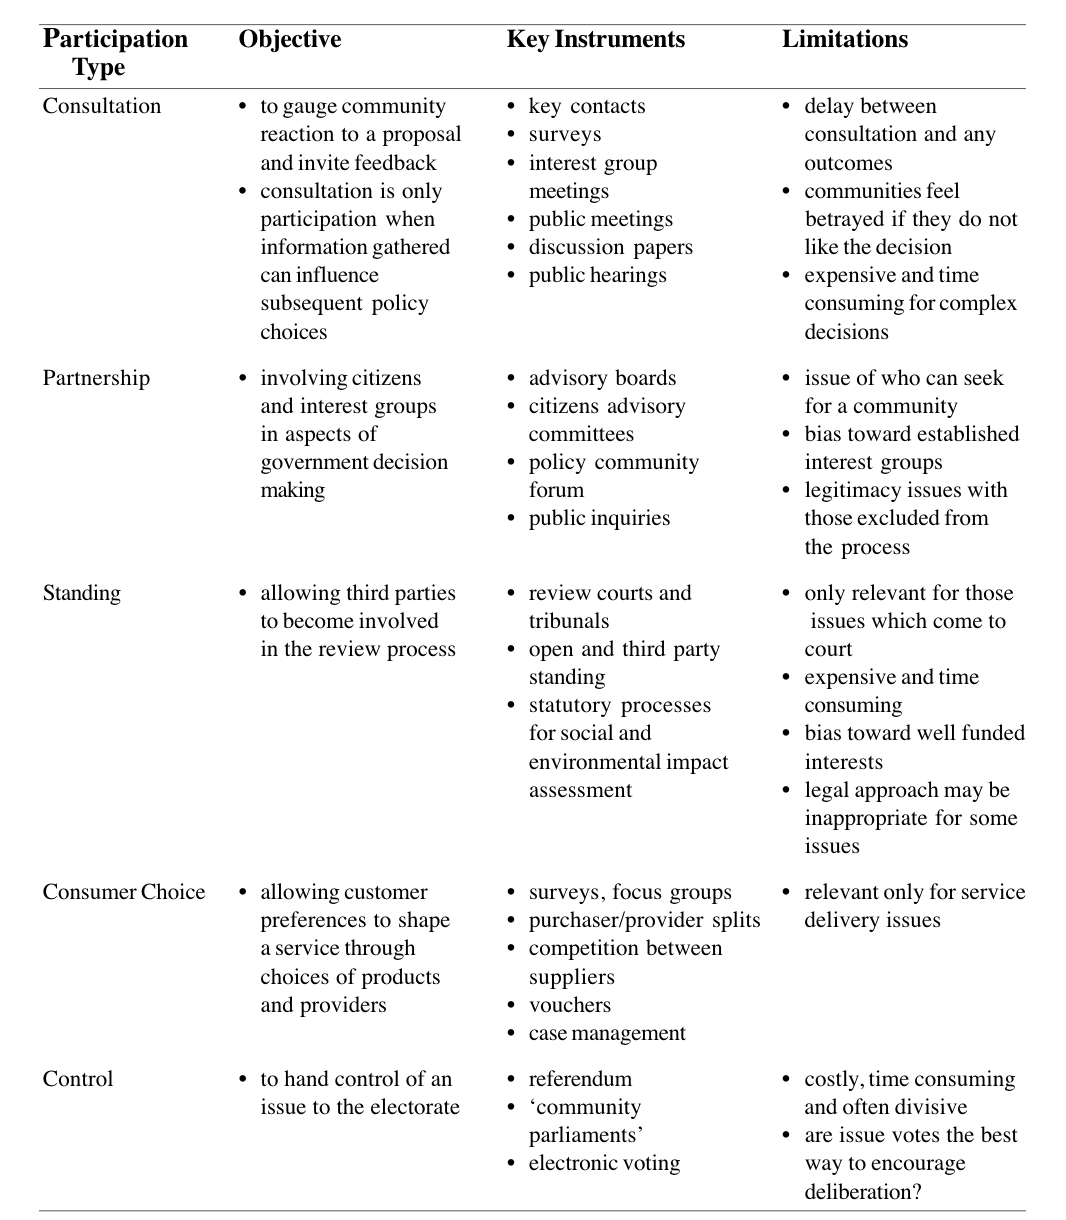 Participation Type
Objective
Key Instruments
Limitations
Consultation
• to gauge community
reaction to a proposal
and invite feedback
• consultation is only
participation when
information gathered
can influence
subsequent policy
choices
• key contacts
• surveys
• interest group
meetings
• public meetings
• discussion papers
• public hearings
• delay between
consultation and any
outcomes
• communities feel
betrayed if they do not
like the decision
• expensive and time
consuming for complex
decisions
Partnership
• involving citizens
and interest groups
in aspects of
government decision
making
• advisory boards
• citizens advisory
committees
• policy community
forum
• public inquiries
• issue of who can seek
for a community
• bias toward established
interest groups
• legitimacy issues with
those excluded from
the process
Standing
• allowing third parties
to become involved
in the review process
• review courts and
tribunals
• open and third party
standing
• statutory processes
for social and
environmental impact
assessment
• only relevant for those
issues which come to
court
• expensive and time
consuming
• bias toward well funded
interests
• legal approach may be
inappropriate for some
issues
Consumer Choice
• allowing customer
preferences to shape
a service through
choices of products
and providers
• surveys, focus groups
• purchaser/provider splits
• competition between
suppliers
• vouchers
• case management
• relevant only for service
delivery issues
Control
• to hand control of an
issue to the electorate
• referendum
• ‘community
parliaments’
• electronic voting
• costly, time consuming
and often divisive
• are issue votes the best
way to encourage
deliberation?